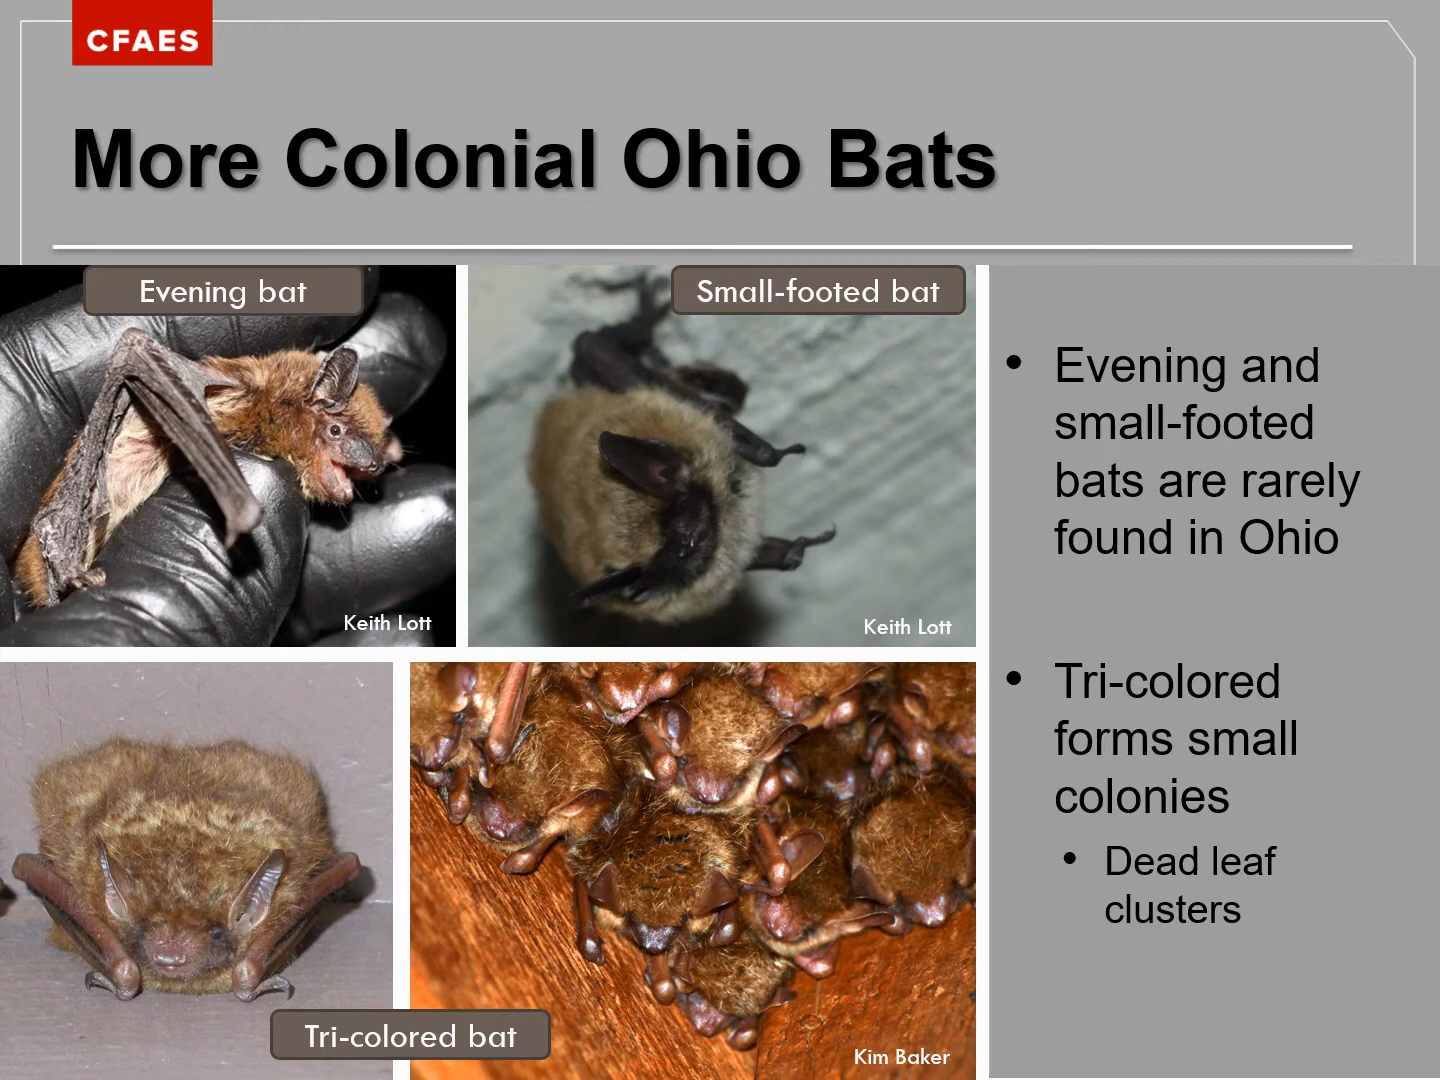 CFAES
More Colonial Ohio Bats
Evening bat
Small-footed bat
Keith Lott
Keith Lott
Tri-colored bat
Kim Baker
• Evening and
small-footed
bats are rarely
found in Ohio
• Tri-colored
forms small
colonies
• Dead leaf
clusters